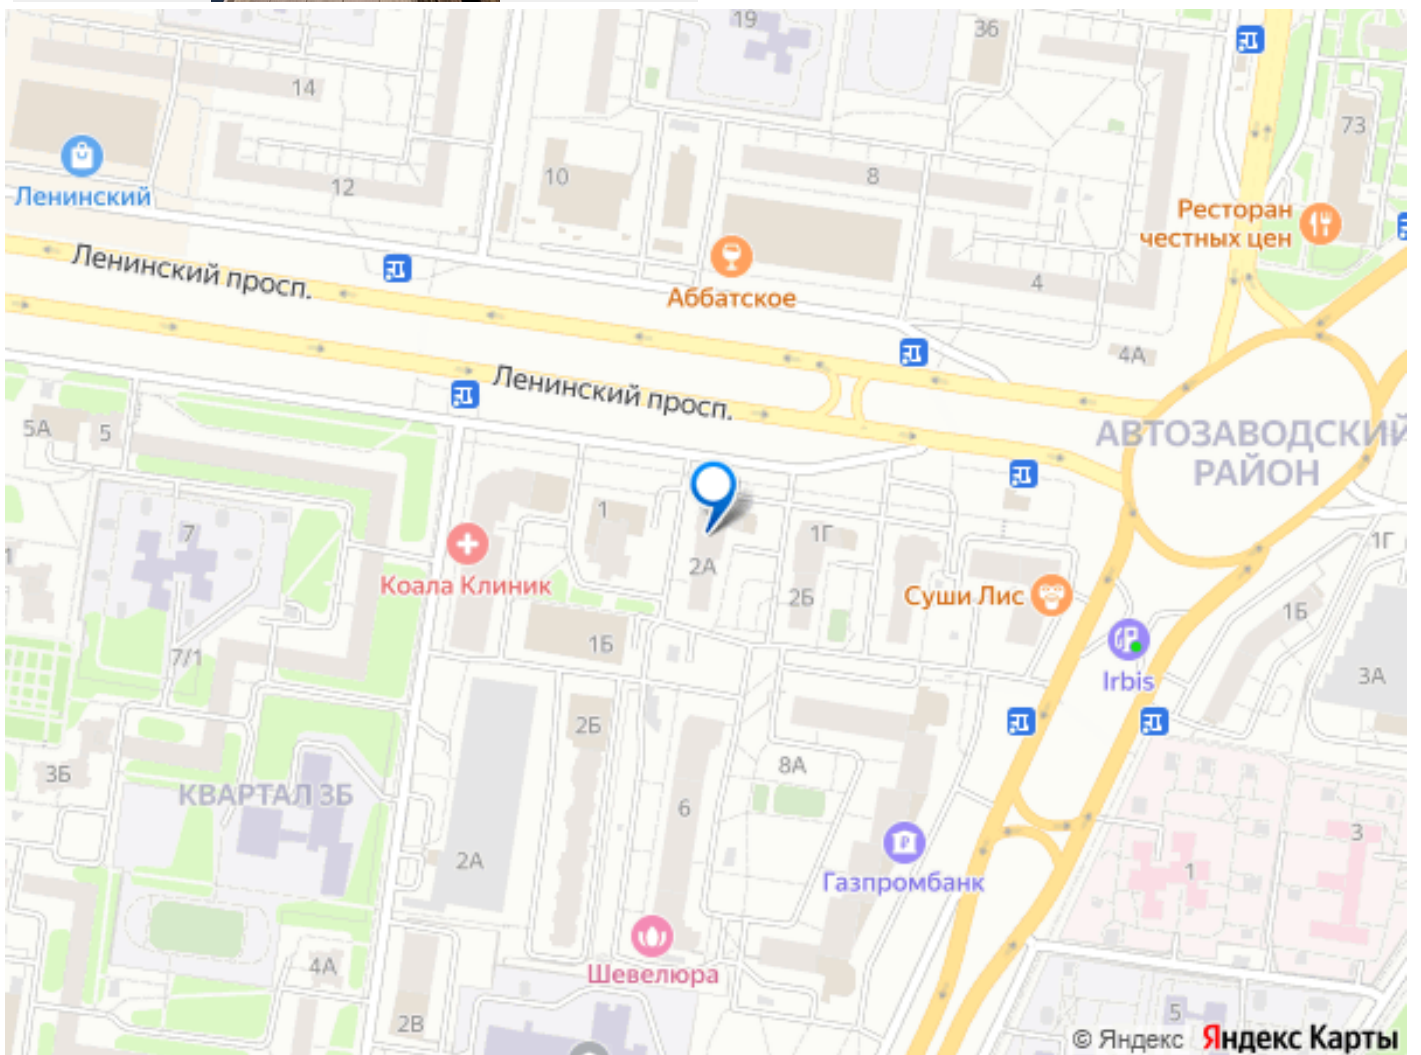 19
36
14
73
Ленинский
12
10
8
Ресторан
честных цен
Ленинский просп.
Аббатское
4
4А
Ленинский просп.
5А
5
АВТОЗАВОДСКИЙ
РАЙОН
7
1
1Г
1Г
Коала Клиник
2А
2Б
Суши Лис
1Б
1Б
7/1
Irbis
3А
2Б
3Б
КВАРТАЛ 3Б
8А
6
3
2А
Газпромбанк
1
Шевелюра
4А
2В
5
© Яндекс Яндекс Карты